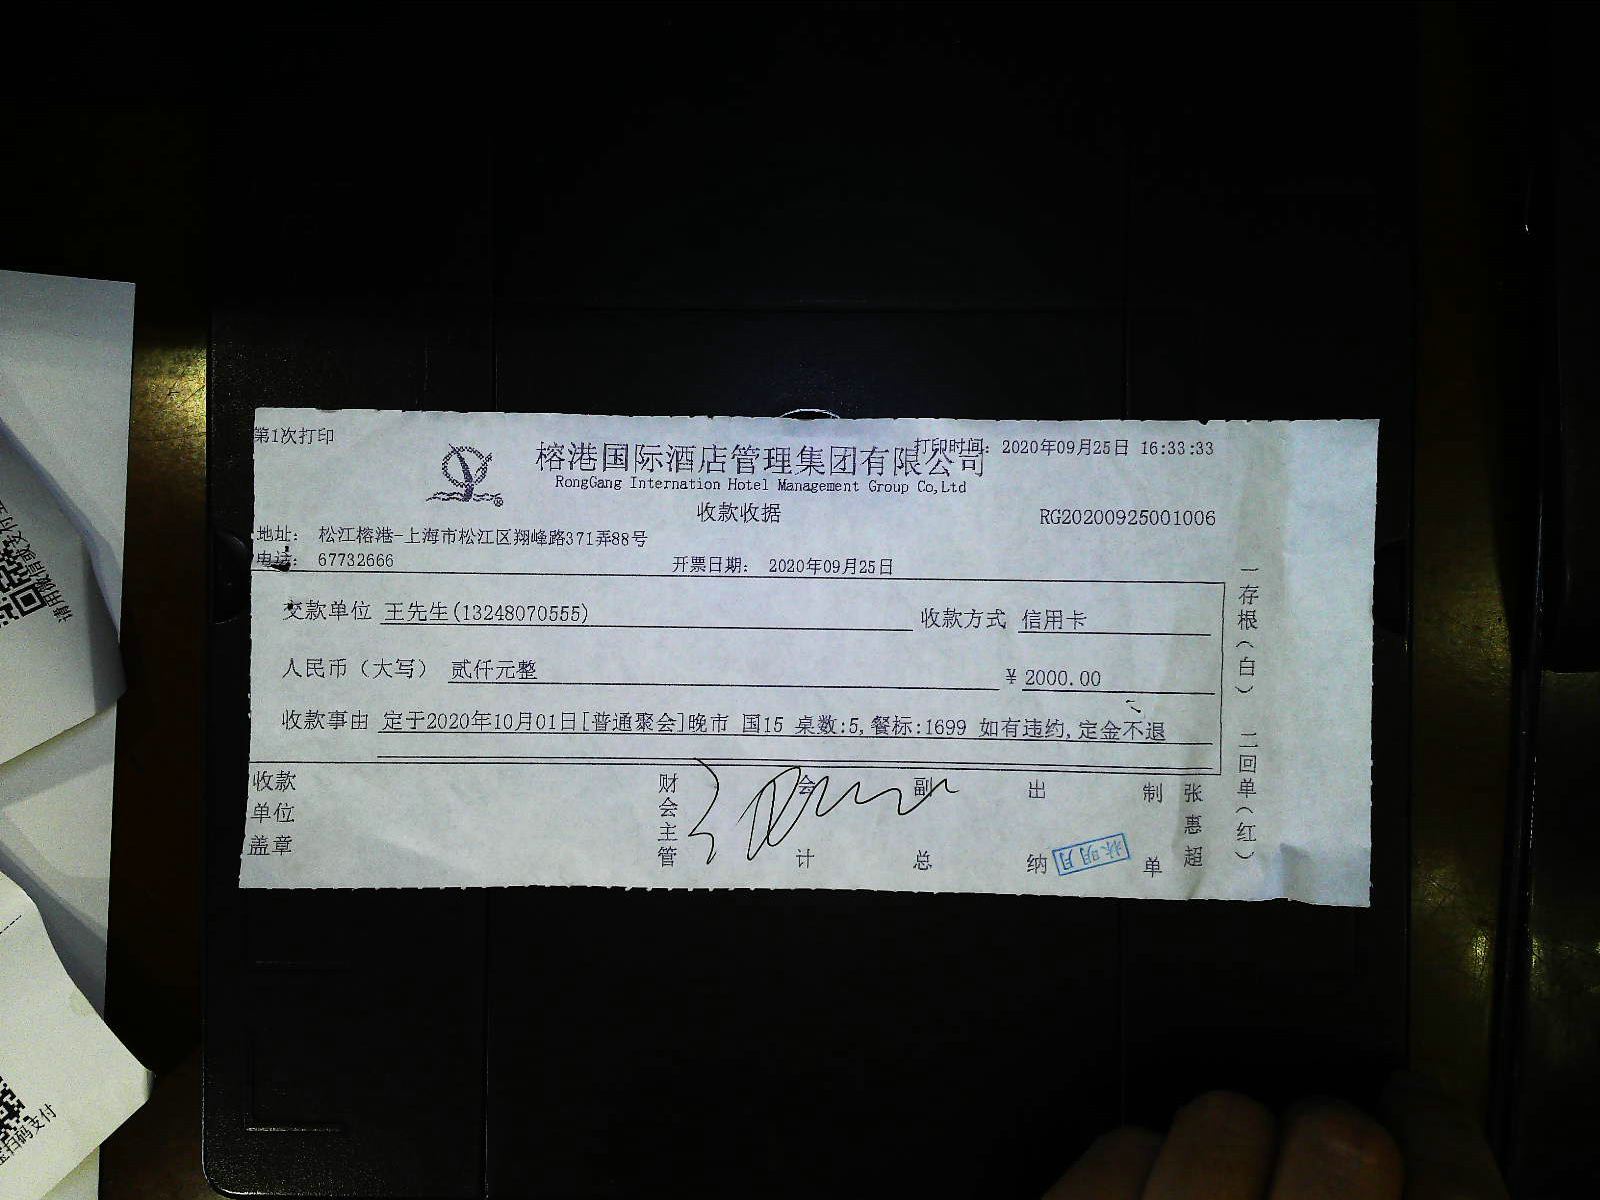 第1次打印
打印时间: 2020年09月25日 16:33:33
榕港国际酒店管理集团有限公司
RongGang Internation Hotel Management Group Co,Ltd
收款收据
RG20200925001006
地址: 松江榕港-上海市松江区翔峰路371弄88号
电话: 67732666
开票日期: 2020年09月25日
交款单位 王先生(13248070555)
收款方式 信用卡
人民币（大写） 贰仟元整
¥ 2000.00
收款事由 定于2020年10月01日[普通聚会]晚市 国15 桌数:5,餐标:1699 如有违约,定金不退
收款单位盖章
财会主管
会计
副总
出纳
制单
张惠超
一存根（白）
二回单（红）
扫码支付